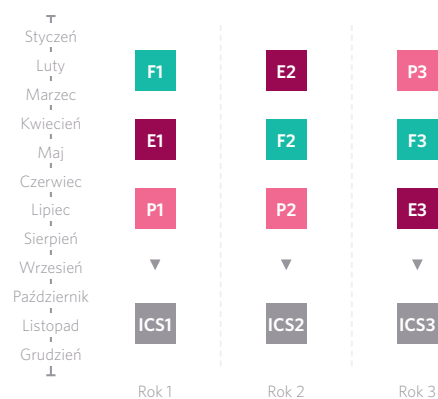 Styczeń
Luty
F1 E2 P3
Marzec
Kwiecień
E1 F2 F3
Maj
Czerwiec
Lipiec
P1 P2 E3
Sierpień
Wrzesień
Październik
Listopad
ICS1 ICS2 ICS3
Grudzień
Rok 1 Rok 2 Rok 3